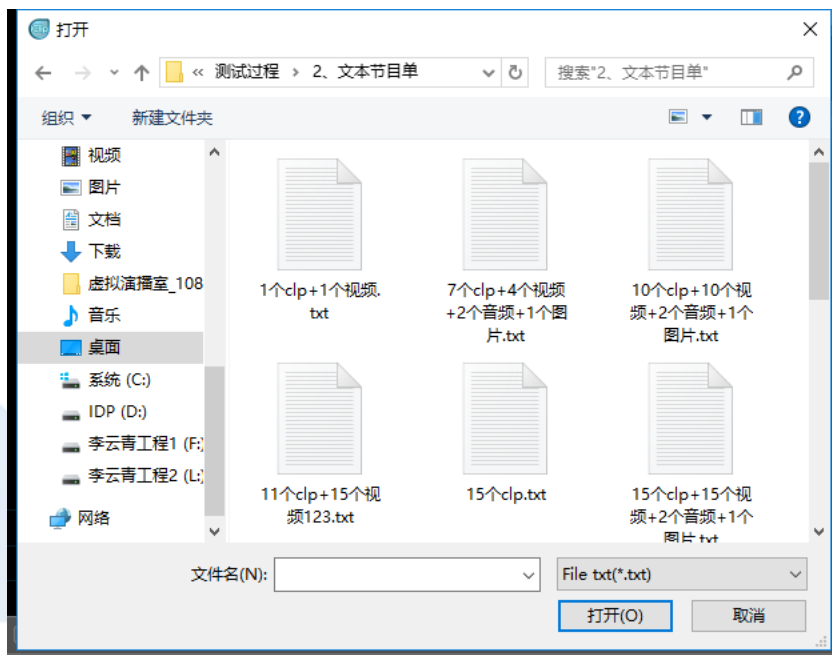 打开
« 测试过程 › 2、文本节目单
搜索"2、文本节目单"
组织
新建文件夹
视频
图片
文档
下载
虚拟演播室_108
音乐
桌面
系统 (C:)
IDP (D:)
李云青工程1 (F:)
李云青工程2 (L:)
网络
1个clp+1个视频.
txt
7个clp+4个视频
+2个音频+1个图
片.txt
10个clp+10个视
频+2个音频+1个
图片.txt
11个clp+15个视
频123.txt
15个clp.txt
15个clp+15个视
频+2个音频+1个
图片.txt
文件名(N):
File txt(*.txt)
打开(O)
取消